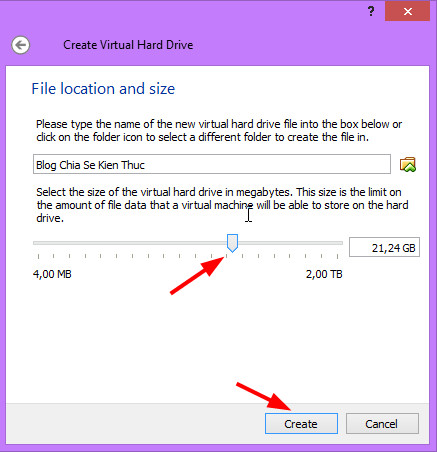 ?
Create Virtual Hard Drive
File location and size
Please type the name of the new virtual hard drive file into the box below or
click on the folder icon to select a different folder to create the file in.
Blog Chia Se Kien Thuc
Select the size of the virtual hard drive in megabytes. This size is the limit on
the amount of file data that a virtual machine will be able to store on the hard
drive.
21,24 GB
4,00 MB 2,00 TB
Create Cancel